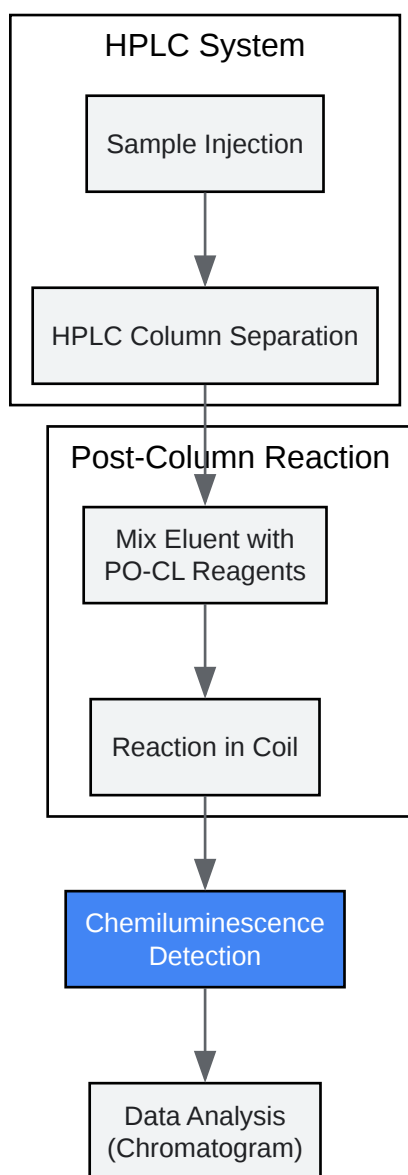 HPLC System
Sample Injection
HPLC Column Separation
Post-Column Reaction
Mix Eluent with
PO-CL Reagents
Reaction in Coil
Chemiluminescence
Detection
Data Analysis
(Chromatogram)